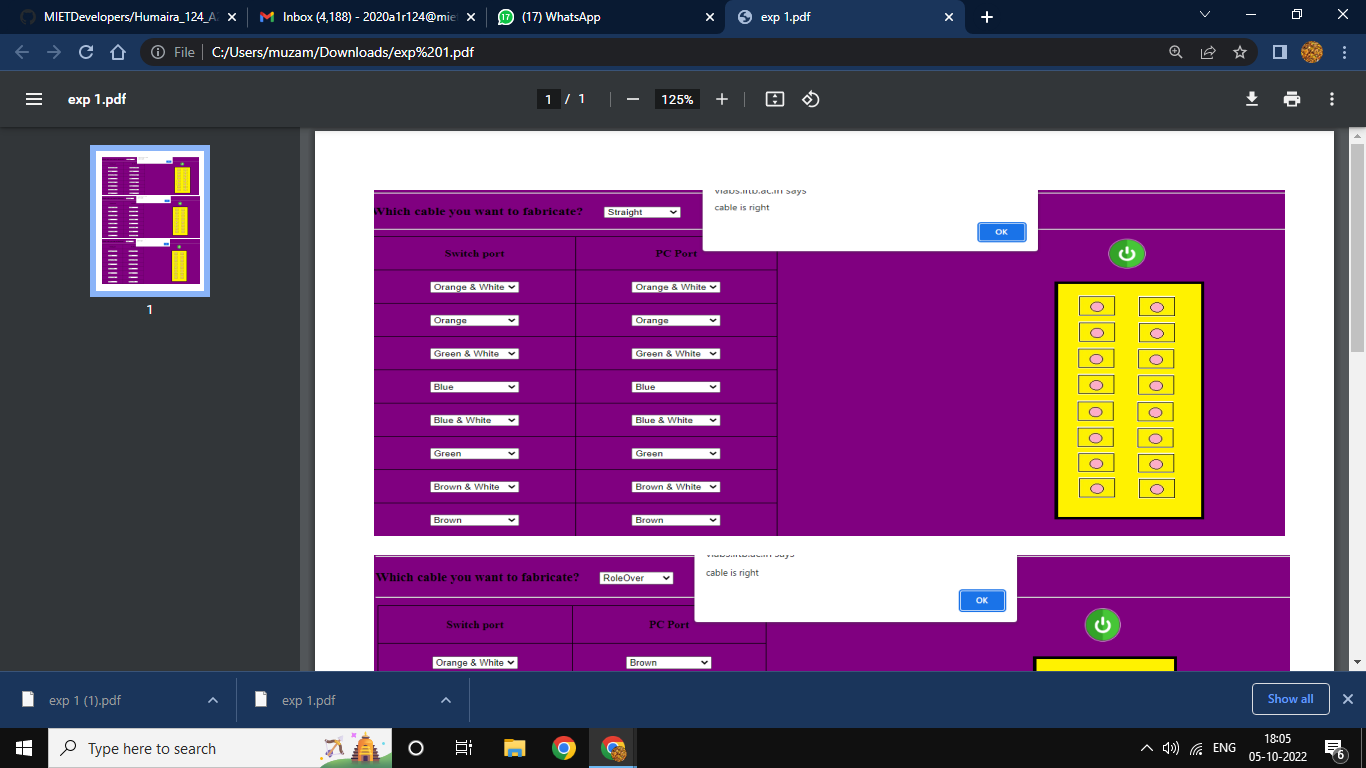 MIETDevelopers/Humaira_124_A
Inbox (4,188) - 2020a1r124@mie
(17) WhatsApp
exp 1.pdf
File C:/Users/muzam/Downloads/exp%201.pdf
exp 1.pdf
1 / 1
125%
vlabs.iitb.ac.in says
Which cable you want to fabricate? Straight
cable is right
OK
Switch port PC Port
Orange & White Orange & White
Orange Orange
Green & White Green & White
Blue Blue
Blue & White Blue & White
Green Green
Brown & White Brown & White
Brown Brown
1
vlabs.iitb.ac.in says
Which cable you want to fabricate? RoleOver
cable is right
OK
Switch port PC Port
Orange & White Brown
exp 1 (1).pdf
exp 1.pdf
Show all
Type here to search
ENG
18:05
05-10-2022
6